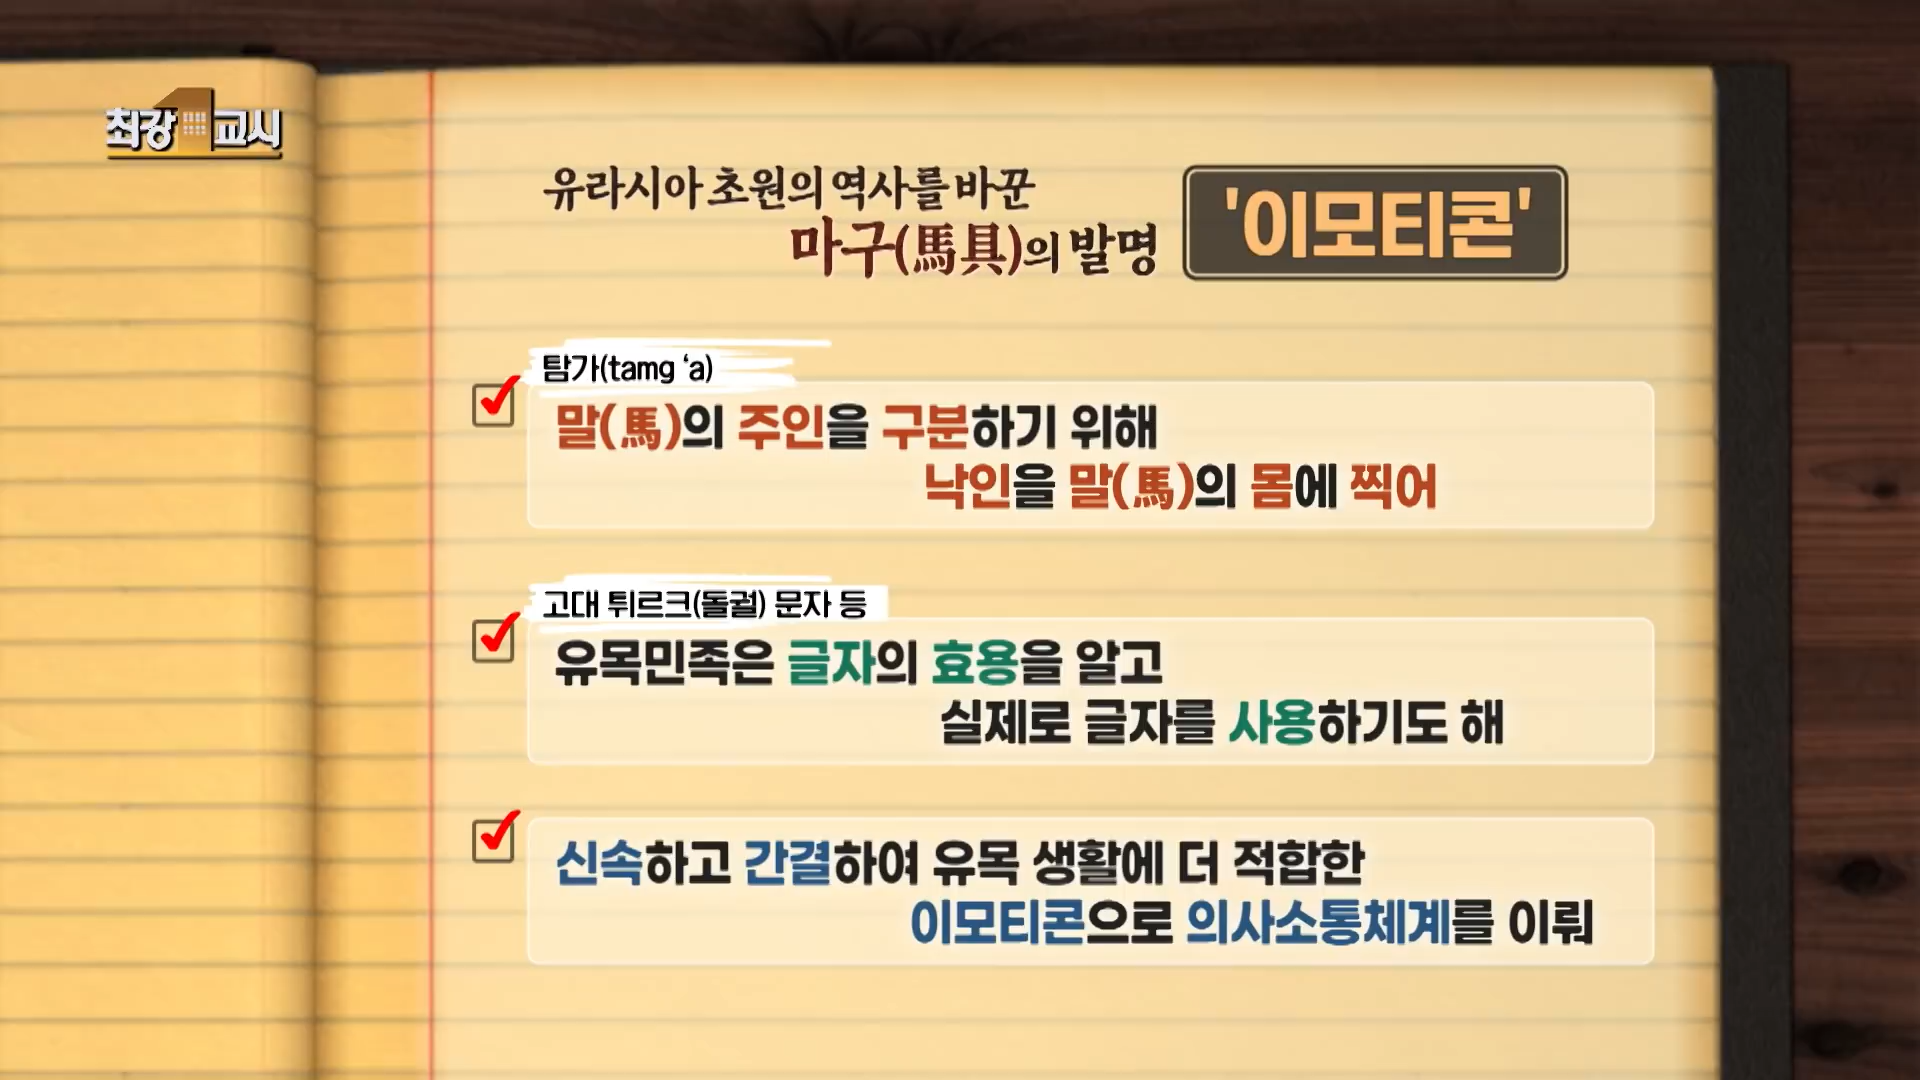 최강1교시
유라시아 초원의 역사를 바꾼
마구(馬具)의 발명
'이모티콘'
탐가(tamg ‘a)
말(馬)의 주인을 구분하기 위해
낙인을 말(馬)의 몸에 찍어
고대 튀르크(돌궐) 문자 등
유목민족은 글자의 효용을 알고
실제로 글자를 사용하기도 해
신속하고 간결하여 유목 생활에 더 적합한
이모티콘으로 의사소통체계를 이뤄